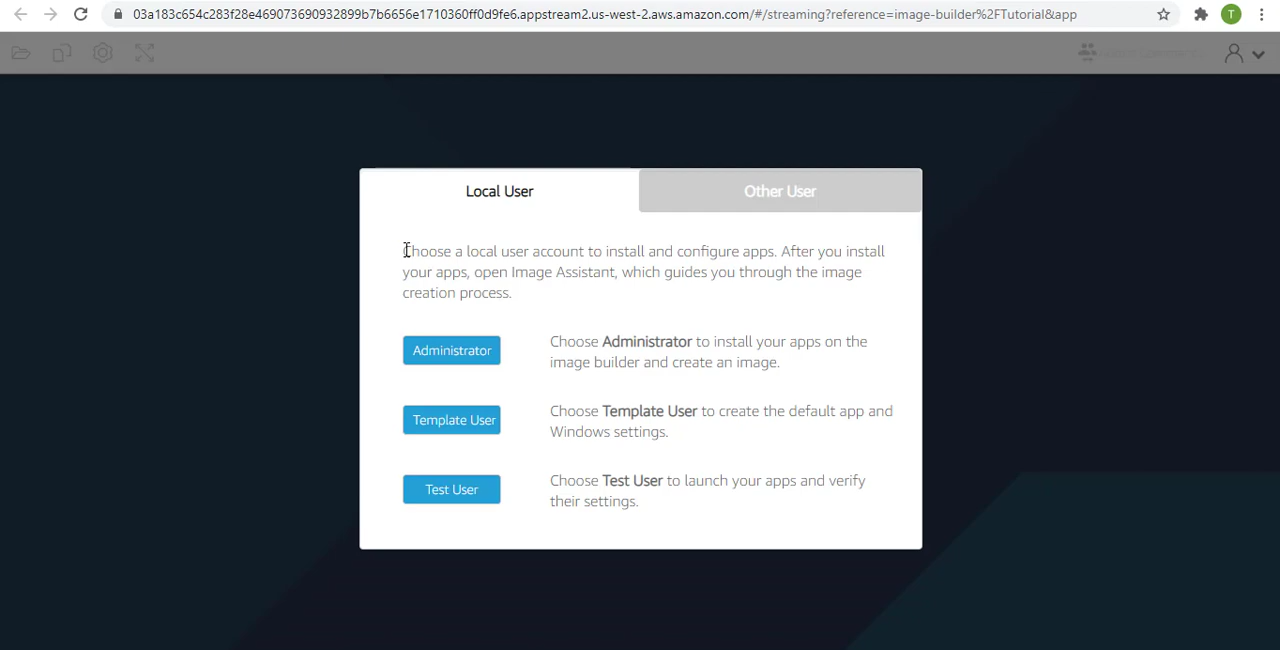 03a183c654c283f28e469073690932899b7b6656e1710360ff0d9fe6.appstream2.us-west-2.aws.amazon.com/#/streaming?reference=image-builder%2FTutorial&app
T
Local User
Other User
Choose a local user account to install and configure apps. After you install
your apps, open Image Assistant, which guides you through the image
creation process.
Administrator
Choose Administrator to install your apps on the
image builder and create an image.
Template User
Choose Template User to create the default app and
Windows settings.
Test User
Choose Test User to launch your apps and verify
their settings.